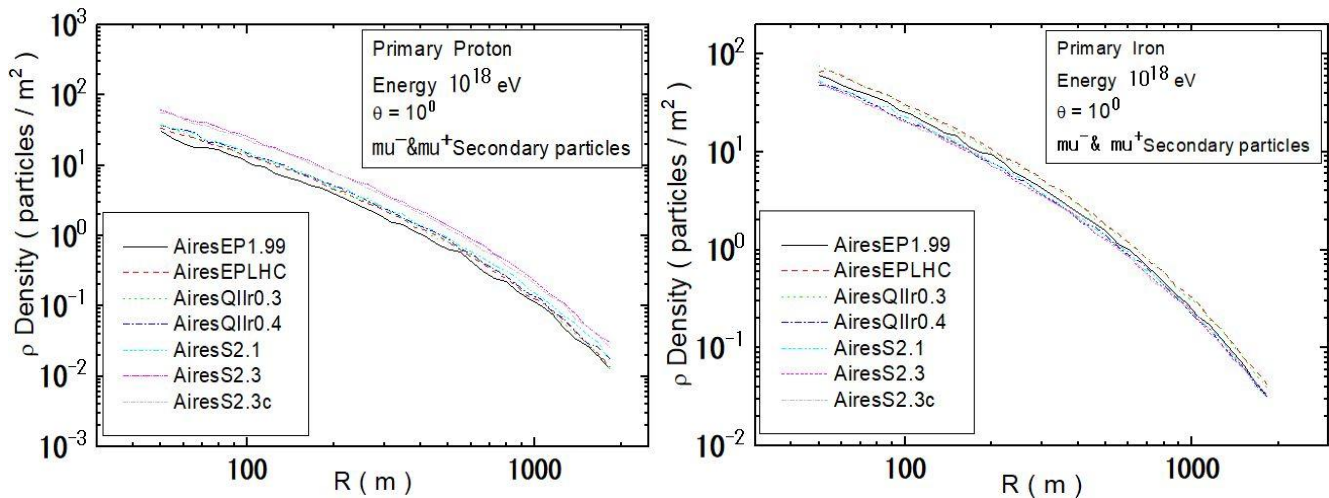 ρ Density ( particles / m²)
10³
10²
10¹
10⁰
10⁻¹
10⁻²
10⁻³
Primary Proton
Energy 10¹⁸ eV
θ = 10⁰
mu⁻&mu⁺Secondary particles
AiresEP1.99
AiresEPLHC
AiresQIIr0.3
AiresQIIr0.4
AiresS2.1
AiresS2.3
AiresS2.3c
100
1000
R ( m )
ρ Density ( particles / m²)
10²
10¹
10⁰
10⁻¹
10⁻²
Primary Iron
Energy 10¹⁸ eV
θ = 10⁰
mu⁻& mu⁺Secondary particles
AiresEP1.99
AiresEPLHC
AiresQIIr0.3
AiresQIIr0.4
AiresS2.1
AiresS2.3
AiresS2.3c
100
1000
R ( m )